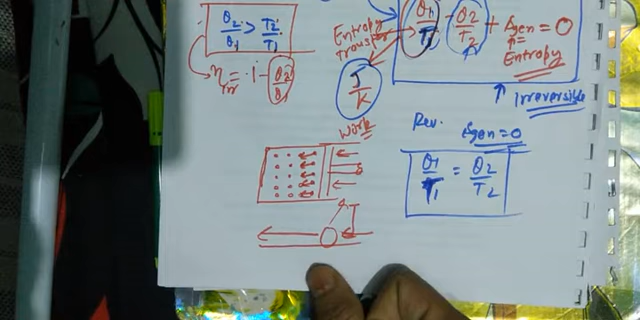 Q2/Q1 > T2/T1
ηirr = 1 - Q2/Q1
Entropy
Transfer
Q1/T1 - Q2/T2 + Sgen = 0
Entropy
J/K
Irreversible
Work
Rev.
Sgen = 0
Q1/T1 = Q2/T2